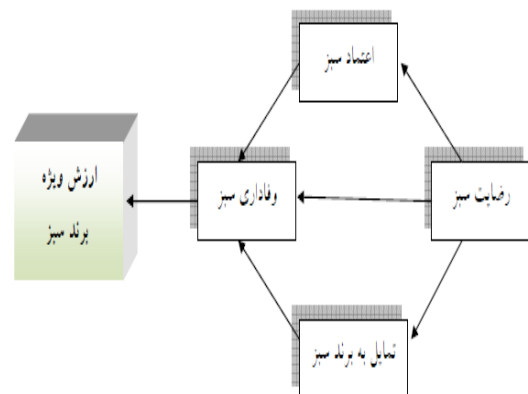 اعتماد سبز
رضایت سبز
وفاداری سبز
ارزش ویژه
برند سبز
تمایل به برند سبز